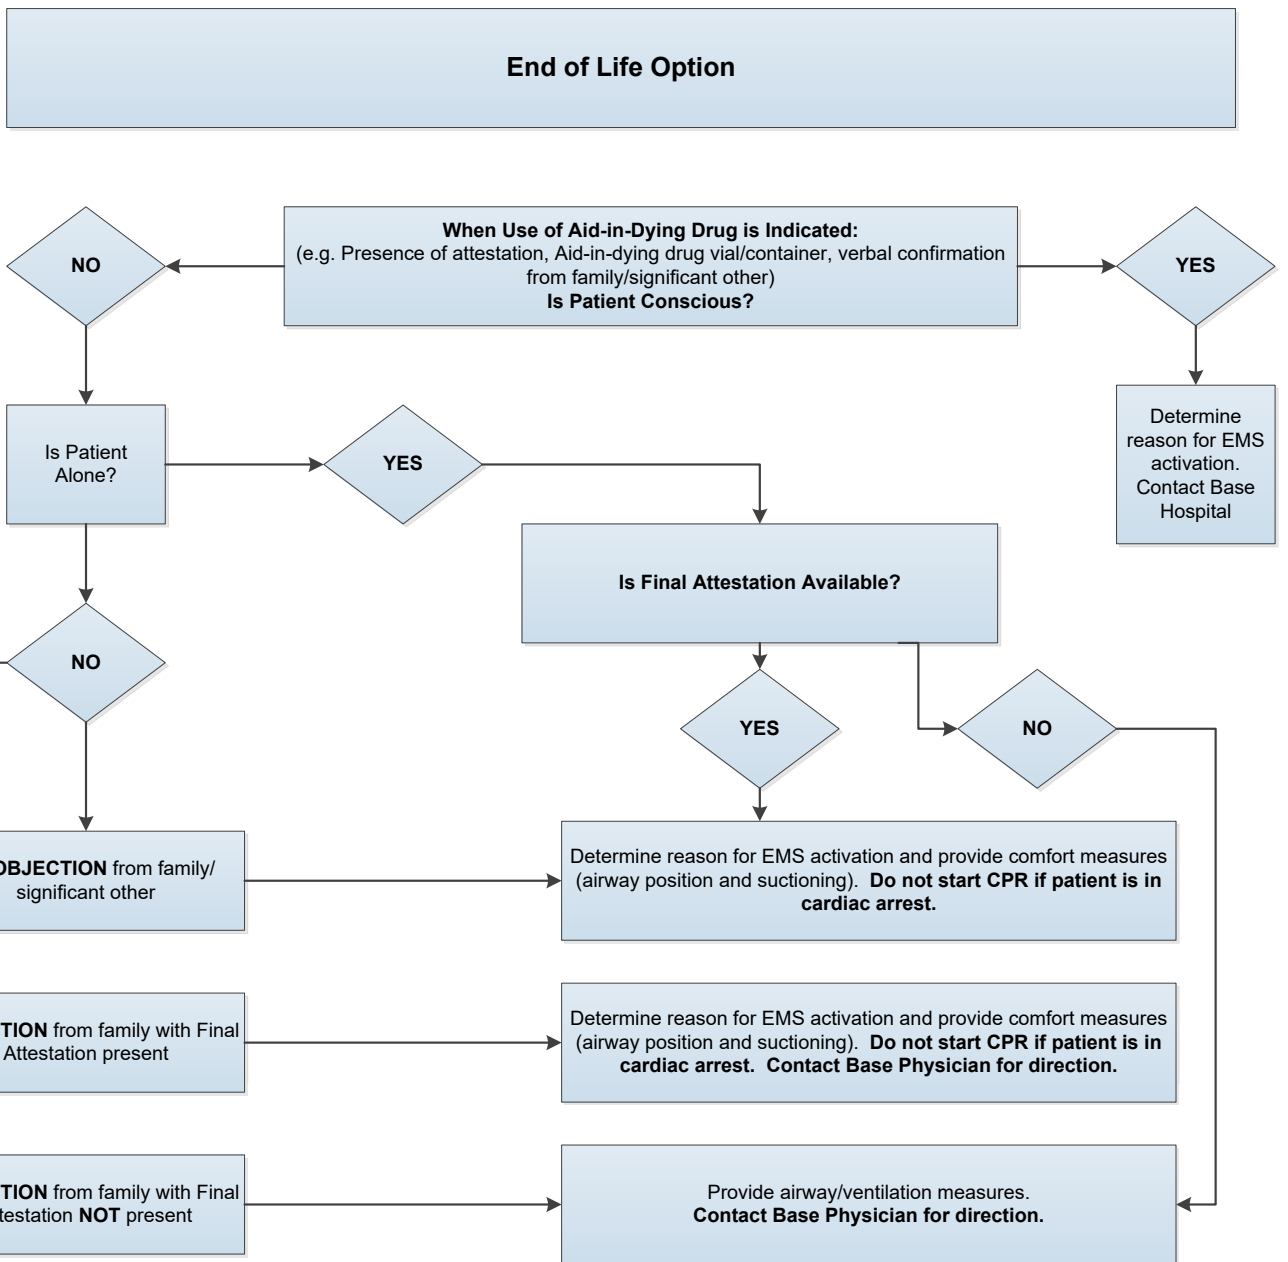 End of Life Option
NO
When Use of Aid-in-Dying Drug is Indicated:
(e.g. Presence of attestation, Aid-in-dying drug vial/container, verbal confirmation
from family/significant other)
Is Patient Conscious?
YES
Determine
reason for EMS
activation.
Contact Base
Hospital
Is Patient
Alone?
YES
Is Final Attestation Available?
NO
YES
NO
OBJECTION from family/
significant other
Determine reason for EMS activation and provide comfort measures
(airway position and suctioning). Do not start CPR if patient is in
cardiac arrest.
TION from family with Final
Attestation present
Determine reason for EMS activation and provide comfort measures
(airway position and suctioning). Do not start CPR if patient is in
cardiac arrest. Contact Base Physician for direction.
TION from family with Final
testation NOT present
Provide airway/ventilation measures.
Contact Base Physician for direction.